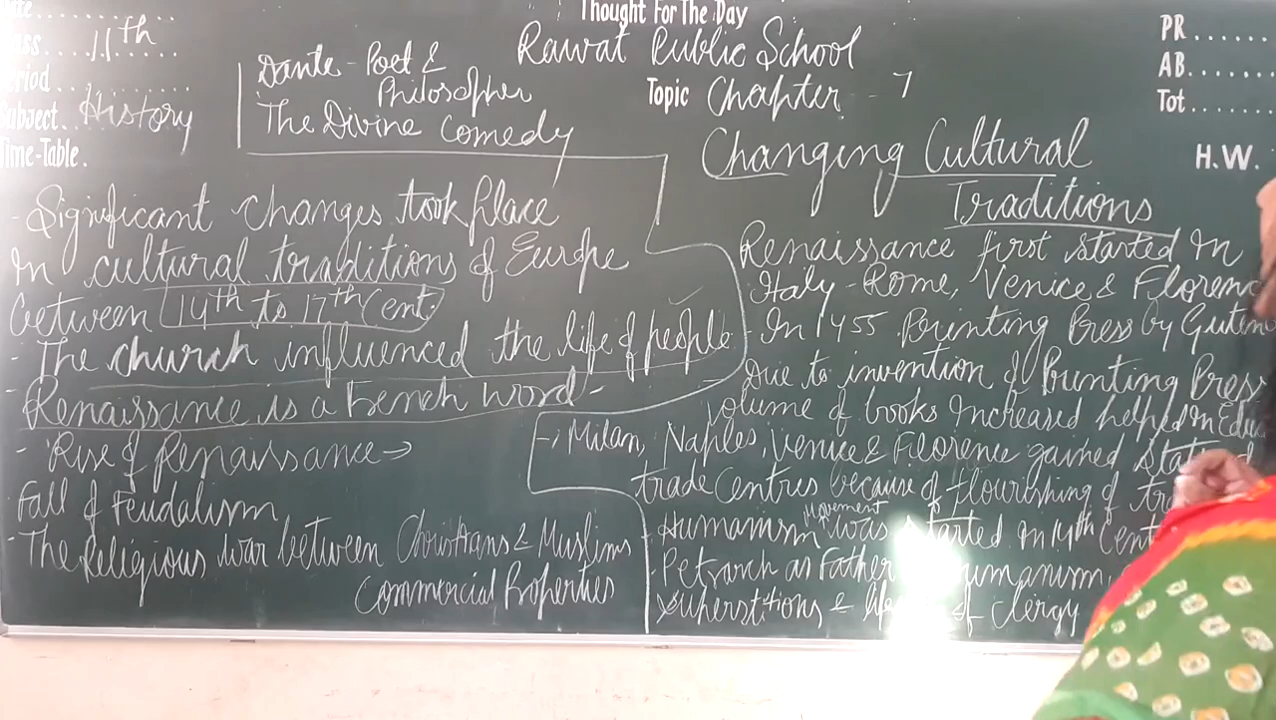 Thought For The Day
11th
Rawat Public School
PR......
AB.......
Tot......
H.W.
Subject.. History
Time-Table.
Topic Chapter - 7
Changing Cultural
Traditions
Dante - Poet &
Philosopher
The Divine Comedy
- Significant changes took place
In cultural traditions of Europe
between 14th to 17th Cent.
- The church influenced the life of people
- Renaissance is a French word -
- Rise of Renaissance →
Fall of Feudalism
- The Religious war between Christians & Muslims
Commercial Properties
Renaissance first started In
Italy - Rome, Venice &
- In 1455 Printing Press by
- Due to invention of Printing Press
volume of books Increased helped In
- Milan, Naples, Venice & Florence gained
trade Centres because of flourishing of
- Humanism movement was started In 14th Cent
Petrarch as Father
Superstitions & of clergy